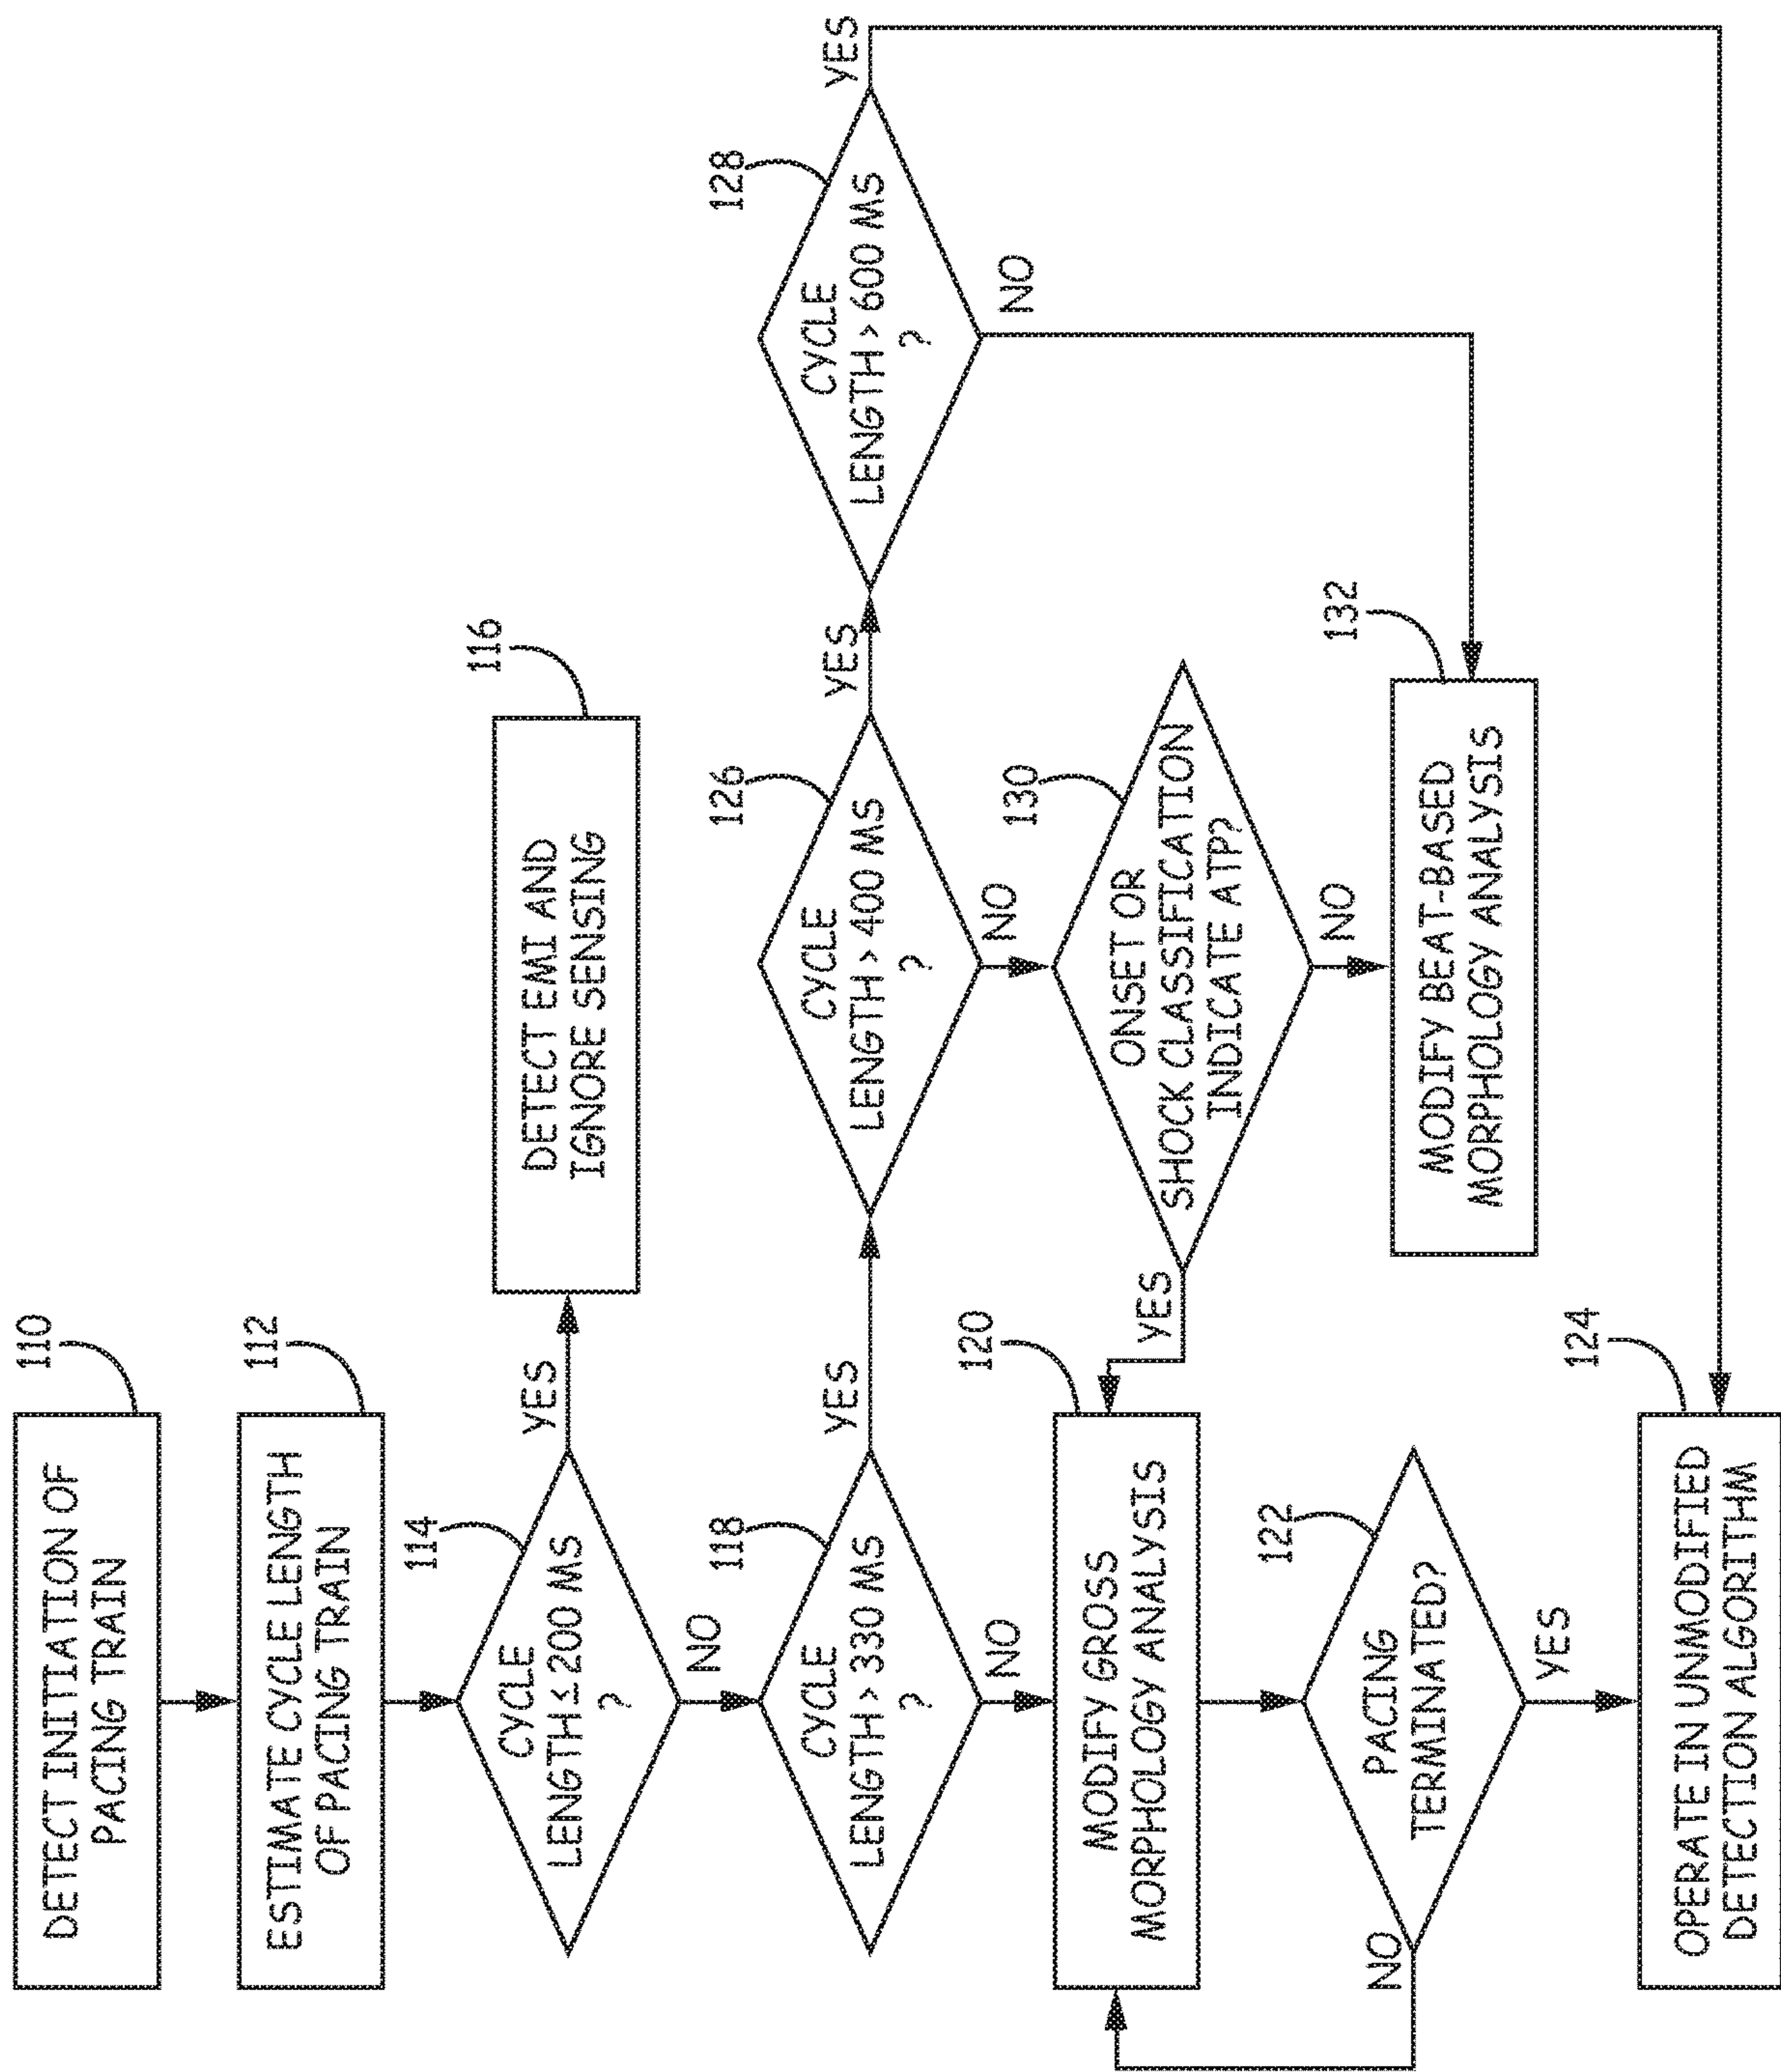 110
DETECT INITIATION OF
PACING TRAIN
112
ESTIMATE CYCLE LENGTH
OF PACING TRAIN
114
CYCLE
LENGTH ≤ 200 MS
?
YES
NO
116
DETECT EMI AND
IGNORE SENSING
118
CYCLE
LENGTH > 330 MS
?
YES
NO
126
CYCLE
LENGTH > 400 MS
?
YES
NO
128
CYCLE
LENGTH > 600 MS
?
YES
NO
120
MODIFY GROSS
MORPHOLOGY ANALYSIS
130
ONSET OR
SHOCK CLASSIFICATION
INDICATE ATP?
YES
NO
122
PACING
TERMINATED?
NO
YES
132
MODIFY BEAT-BASED
MORPHOLOGY ANALYSIS
124
OPERATE IN UNMODIFIED
DETECTION ALGORITHM